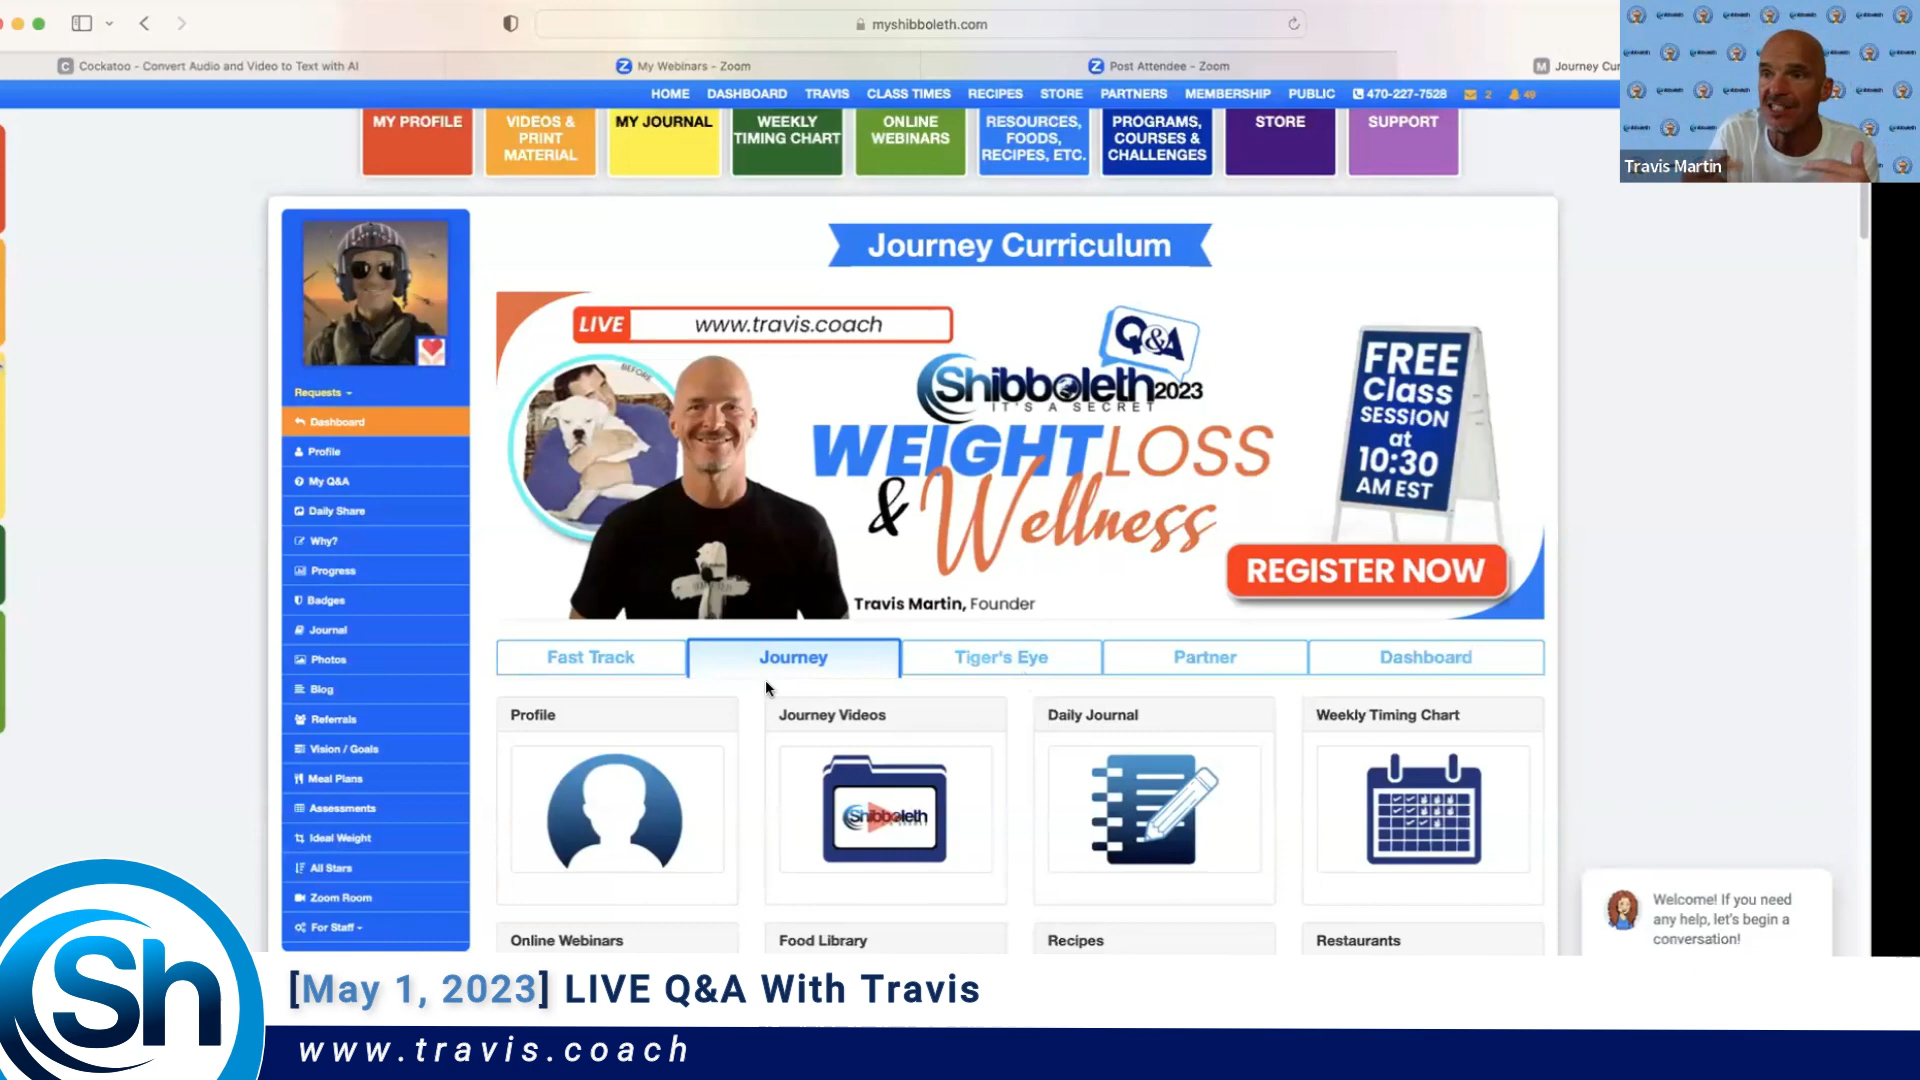 myshibboleth.com
Cockatoo - Convert Audio and Video to Text with AI
My Webinars - Zoom
Post Attendee - Zoom
Journey Cur
HOME DASHBOARD TRAVIS CLASS TIMES RECIPES STORE PARTNERS MEMBERSHIP PUBLIC 470-227-7528 2 49
MY PROFILE
VIDEOS &
PRINT
MATERIAL
MY JOURNAL
WEEKLY
TIMING CHART
ONLINE
WEBINARS
RESOURCES,
FOODS,
RECIPES, ETC.
PROGRAMS,
COURSES &
CHALLENGES
STORE
SUPPORT
Travis Martin
Requests
Dashboard
Profile
My Q&A
Daily Share
Why?
Progress
Badges
Journal
Photos
Blog
Referrals
Vision / Goals
Meal Plans
Assessments
Ideal Weight
All Stars
Zoom Room
For Staff
Journey Curriculum
LIVE www.travis.coach
BEFORE
Q&A
Shibboleth 2023
IT'S A SECRET
WEIGHTLOSS
& Wellness
Travis Martin, Founder
FREE
Class
SESSION
at
10:30
AM EST
REGISTER NOW
Fast Track Journey Tiger's Eye Partner Dashboard
Profile
Journey Videos
Daily Journal
Weekly Timing Chart
Shibboleth
Online Webinars
Food Library
Recipes
Restaurants
Welcome! If you need
any help, let's begin a
conversation!
Sh
[May 1, 2023] LIVE Q&A With Travis
www.travis.coach